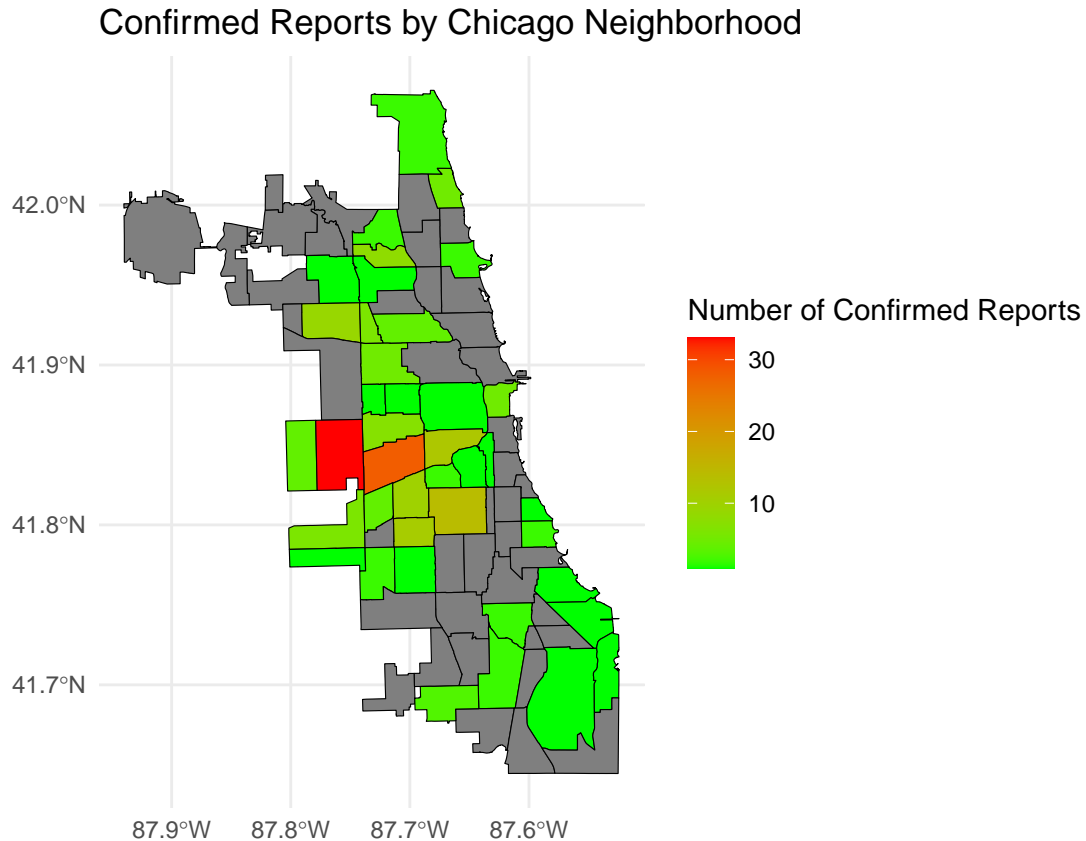 Confirmed Reports by Chicago Neighborhood
42.0°N
41.9°N
41.8°N
41.7°N
87.9°W
87.8°W
87.7°W
87.6°W
Number of Confirmed Reports
30
20
10